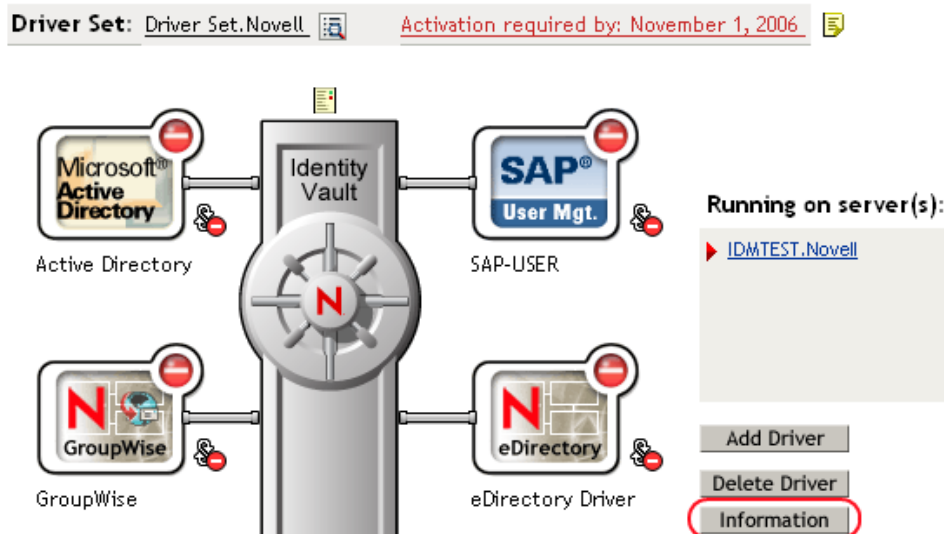 Driver Set: Driver Set.Novell Activation required by: November 1, 2006
Identity
Vault
Microsoft®
Active
Directory
Active Directory
SAP®
User Mgt.
SAP-USER
Running on server(s):
IDMTEST.Novell
N
N
GroupWise
GroupWise
N
eDirectory
eDirectory Driver
Add Driver
Delete Driver
Information